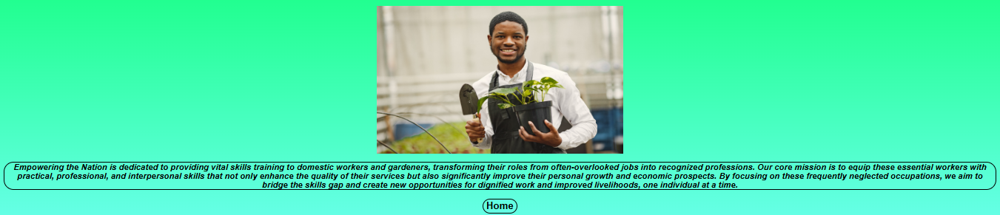 Empowering the Nation is dedicated to providing vital skills training to domestic workers and gardeners, transforming their roles from often-overlooked jobs into recognized professions. Our core mission is to equip these essential workers with
practical, professional, and interpersonal skills that not only enhance the quality of their services but also significantly improve their personal growth and economic prospects. By focusing on these frequently neglected occupations, we aim to
bridge the skills gap and create new opportunities for dignified work and improved livelihoods, one individual at a time.
Home